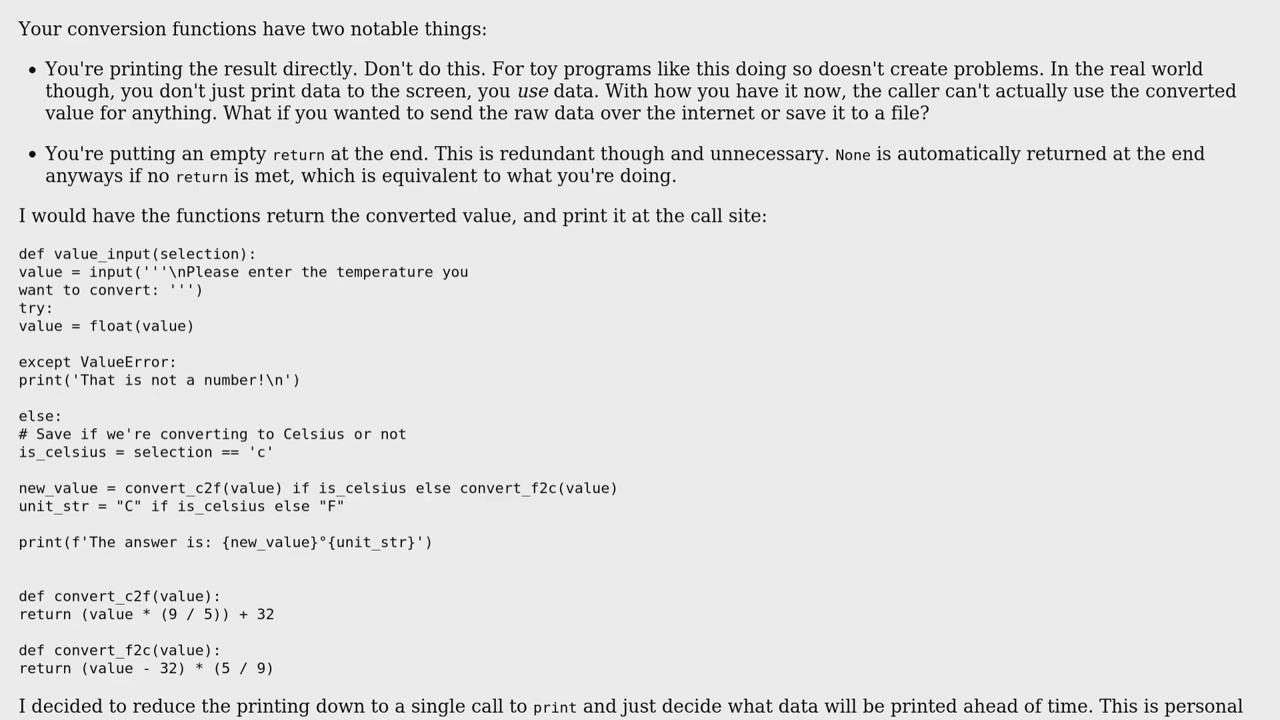 Your conversion functions have two notable things:
• You're printing the result directly. Don't do this. For toy programs like this doing so doesn't create problems. In the real world
though, you don't just print data to the screen, you use data. With how you have it now, the caller can't actually use the converted
value for anything. What if you wanted to send the raw data over the internet or save it to a file?
• You're putting an empty return at the end. This is redundant though and unnecessary. None is automatically returned at the end
anyways if no return is met, which is equivalent to what you're doing.
I would have the functions return the converted value, and print it at the call site:
def value_input(selection):
value = input('''\nPlease enter the temperature you
want to convert: ''')
try:
value = float(value)
except ValueError:
print('That is not a number!\n')
else:
# Save if we're converting to Celsius or not
is_celsius = selection == 'c'
new_value = convert_c2f(value) if is_celsius else convert_f2c(value)
unit_str = "C" if is_celsius else "F"
print(f'The answer is: {new_value}°{unit_str}')
def convert_c2f(value):
return (value * (9 / 5)) + 32
def convert_f2c(value):
return (value - 32) * (5 / 9)
I decided to reduce the printing down to a single call to print and just decide what data will be printed ahead of time. This is personal